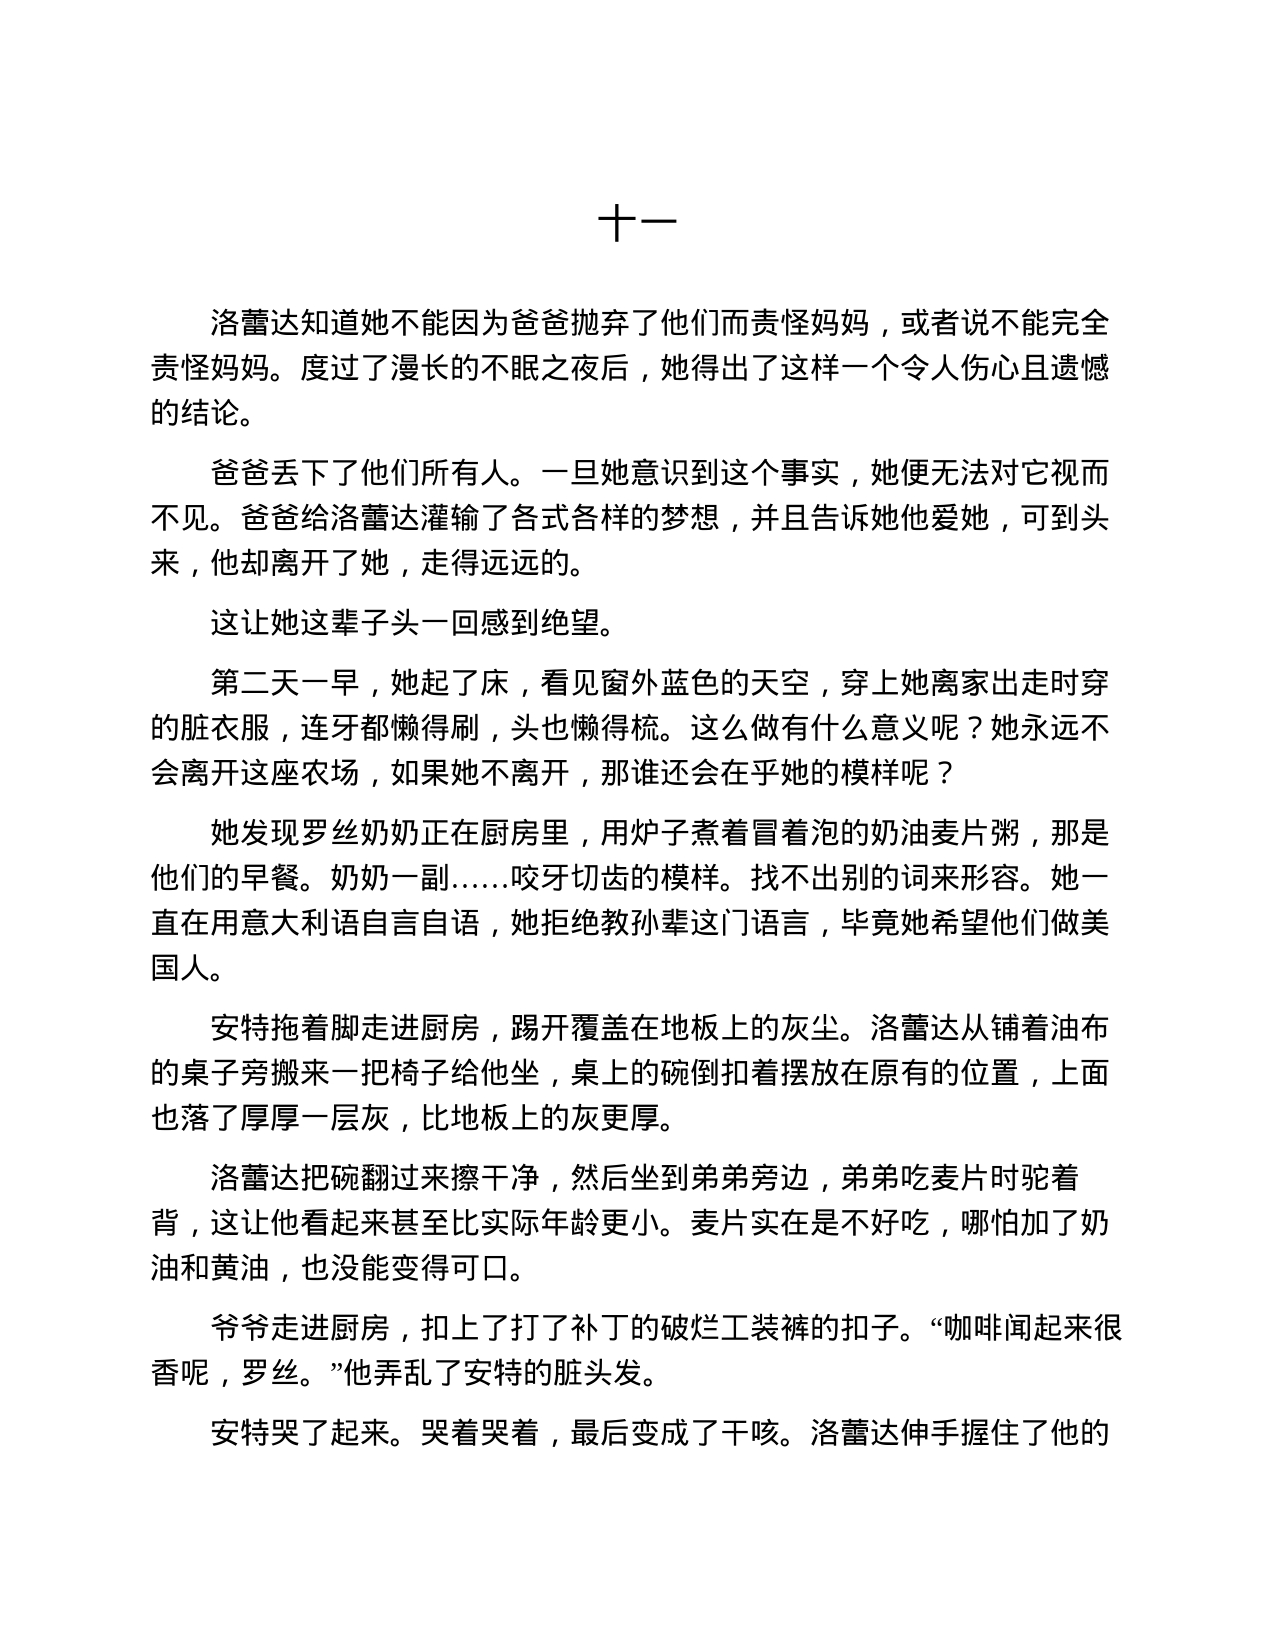 十一
洛蕾达知道她不能因为爸爸抛弃了他们而责怪妈妈，或者说不能完全
责怪妈妈。度过了漫长的不眠之夜后，她得出了这样一个令人伤心且遗憾
的结论。
爸爸丢下了他们所有人。一旦她意识到这个事实，她便无法对它视而
不见。爸爸给洛蕾达灌输了各式各样的梦想，并且告诉她他爱她，可到头
来，他却离开了她，走得远远的。
这让她这辈子头一回感到绝望。
第二天一早，她起了床，看见窗外蓝色的天空，穿上她离家出走时穿
的脏衣服，连牙都懒得刷，头也懒得梳。这么做有什么意义呢？她永远不
会离开这座农场，如果她不离开，那谁还会在乎她的模样呢？
她发现罗丝奶奶正在厨房里，用炉子煮着冒着泡的奶油麦片粥，那是
他们的早餐。奶奶一副……咬牙切齿的模样。找不出别的词来形容。她一
直在用意大利语自言自语，她拒绝教孙辈这门语言，毕竟她希望他们做美
国人。
安特拖着脚走进厨房，踢开覆盖在地板上的灰尘。洛蕾达从铺着油布
的桌子旁搬来一把椅子给他坐，桌上的碗倒扣着摆放在原有的位置，上面
也落了厚厚一层灰，比地板上的灰更厚。
洛蕾达把碗翻过来擦干净，然后坐到弟弟旁边，弟弟吃麦片时驼着
背，这让他看起来甚至比实际年龄更小。麦片实在是不好吃，哪怕加了奶
油和黄油，也没能变得可口。
爷爷走进厨房，扣上了打了补丁的破烂工装裤的扣子。“咖啡闻起来很
香呢，罗丝。”他弄乱了安特的脏头发。
安特哭了起来。哭着哭着，最后变成了干咳。洛蕾达伸手握住了他的